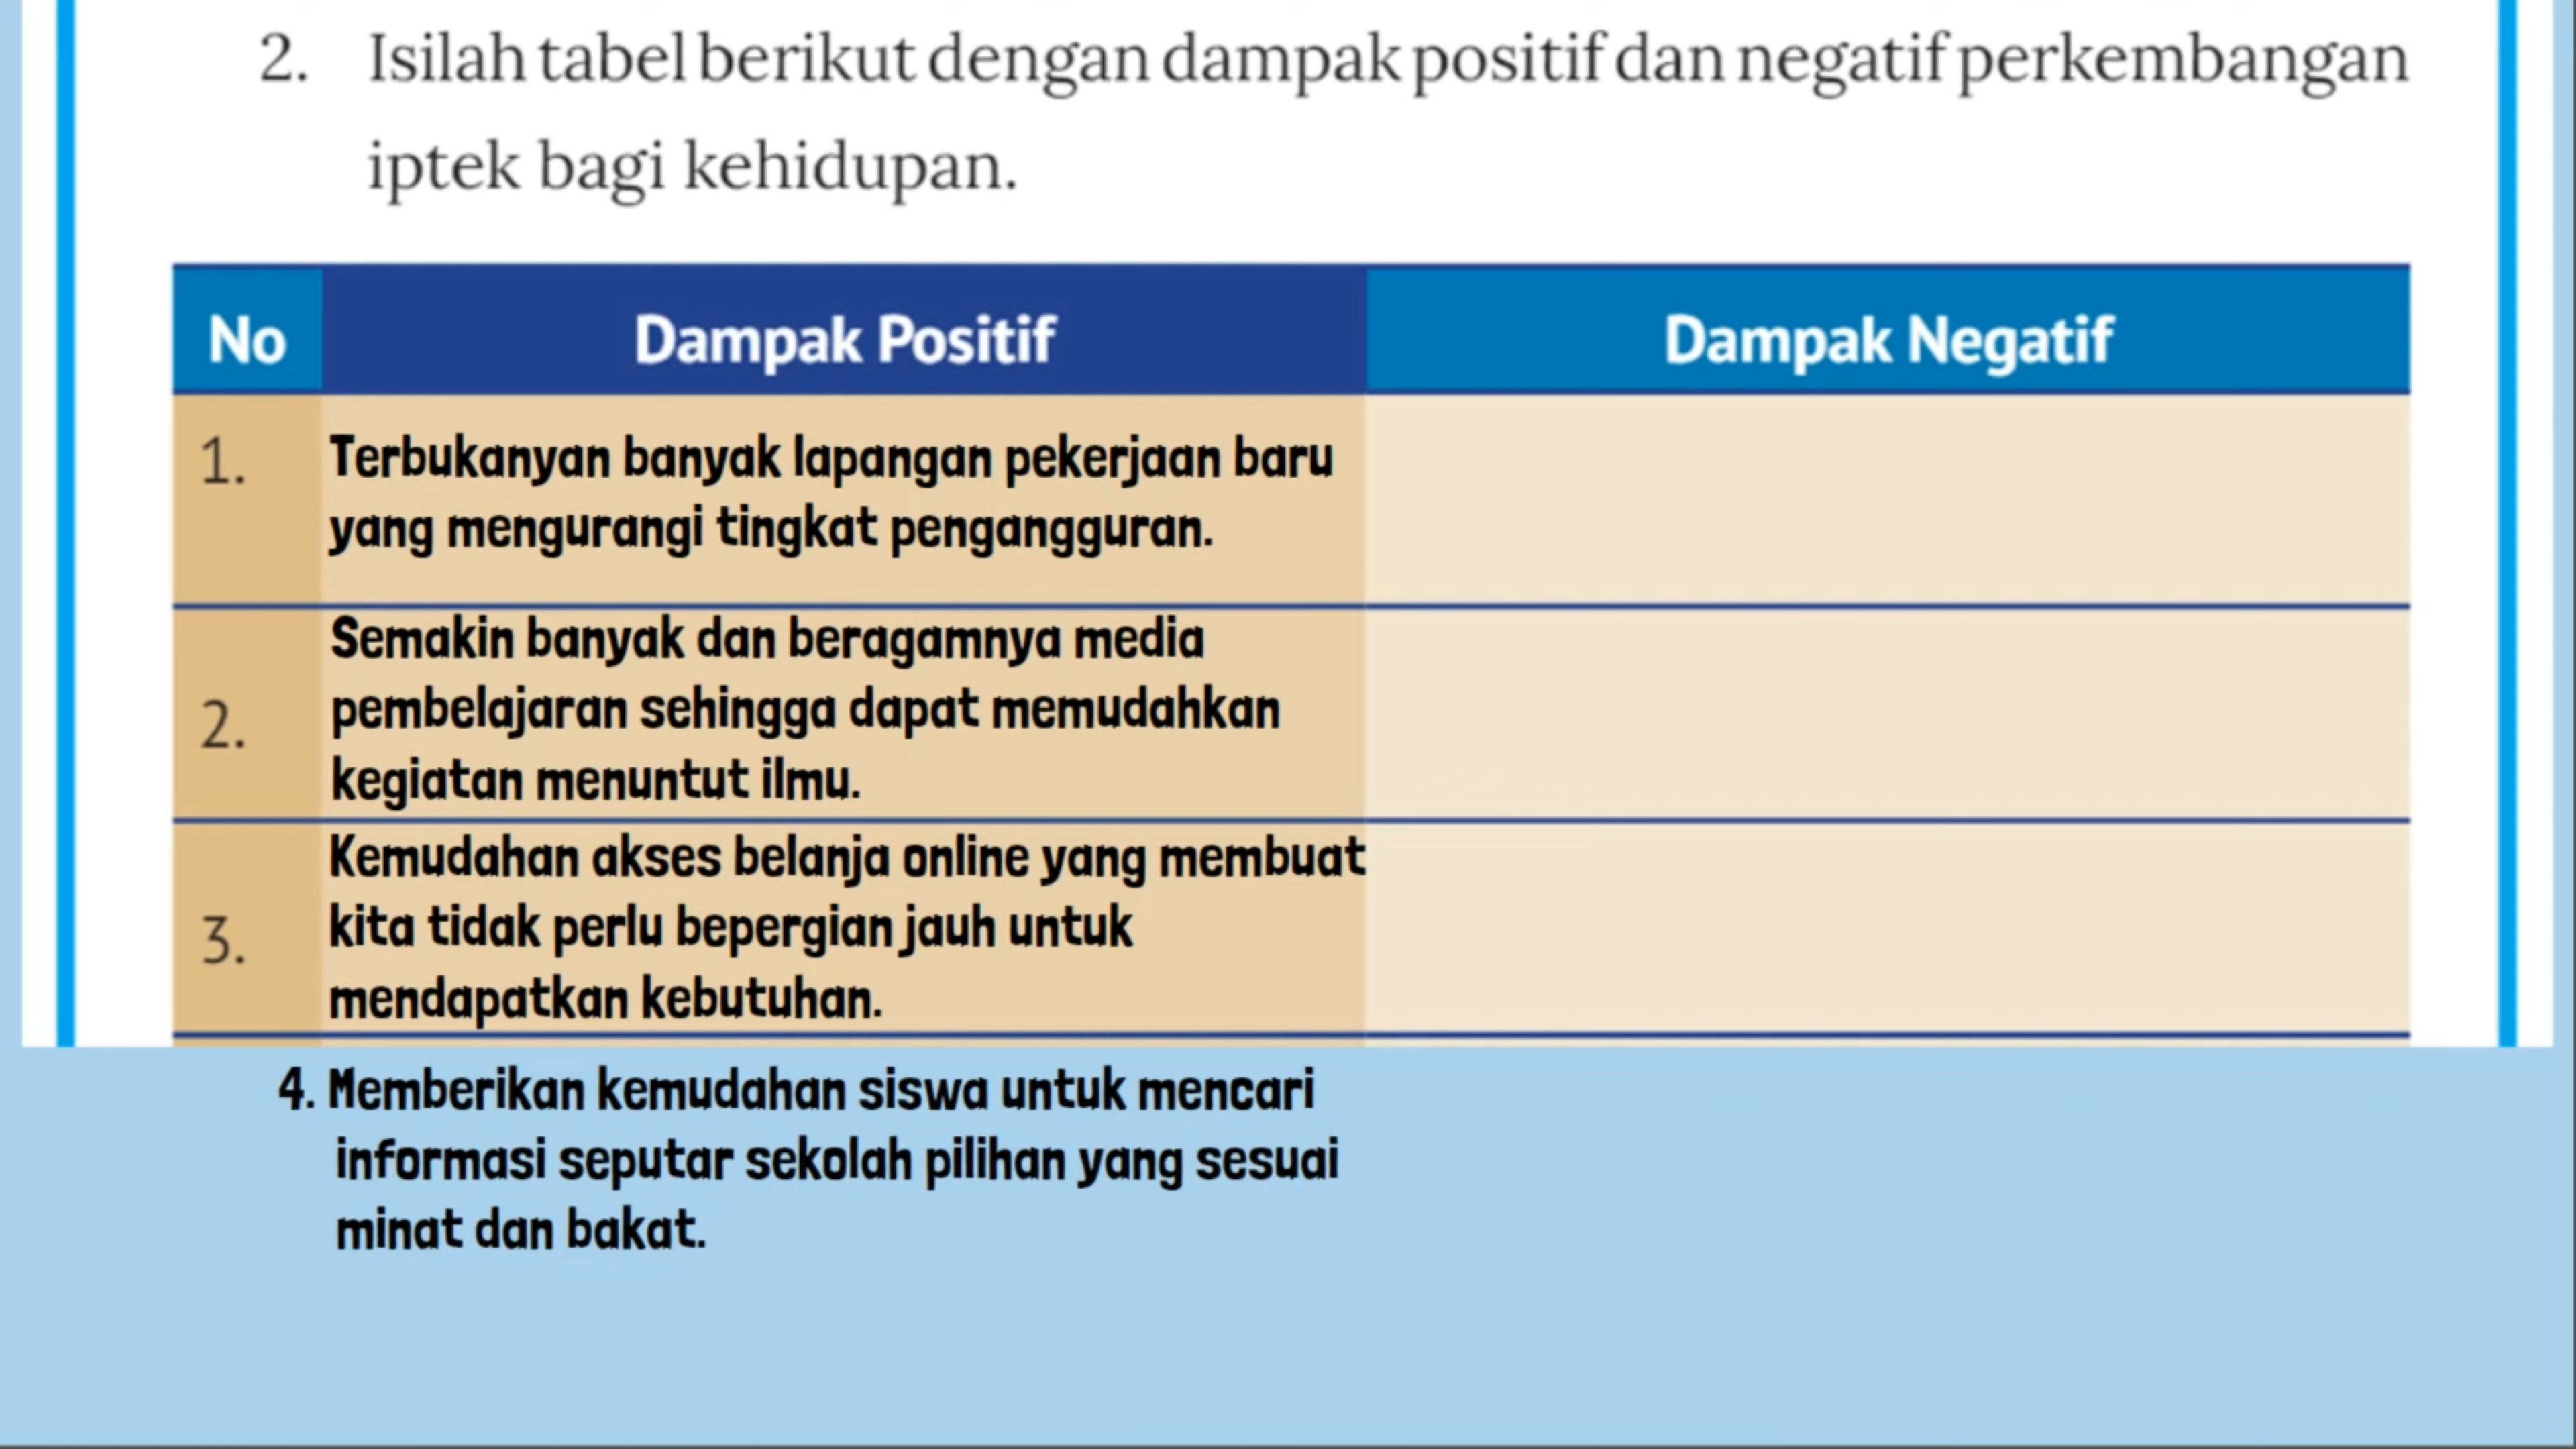 2. Isilah tabel berikut dengan dampak positif dan negatif perkembangan
iptek bagi kehidupan.
No Dampak Positif Dampak Negatif
1. Terbukanyan banyak lapangan pekerjaan baru
yang mengurangi tingkat pengangguran.
Semakin banyak dan beragamnya media
2. pembelajaran sehingga dapat memudahkan
kegiatan menuntut ilmu.
Kemudahan akses belanja online yang membuat
3. kita tidak perlu bepergian jauh untuk
mendapatkan kebutuhan.
4. Memberikan kemudahan siswa untuk mencari
informasi seputar sekolah pilihan yang sesuai
minat dan bakat.